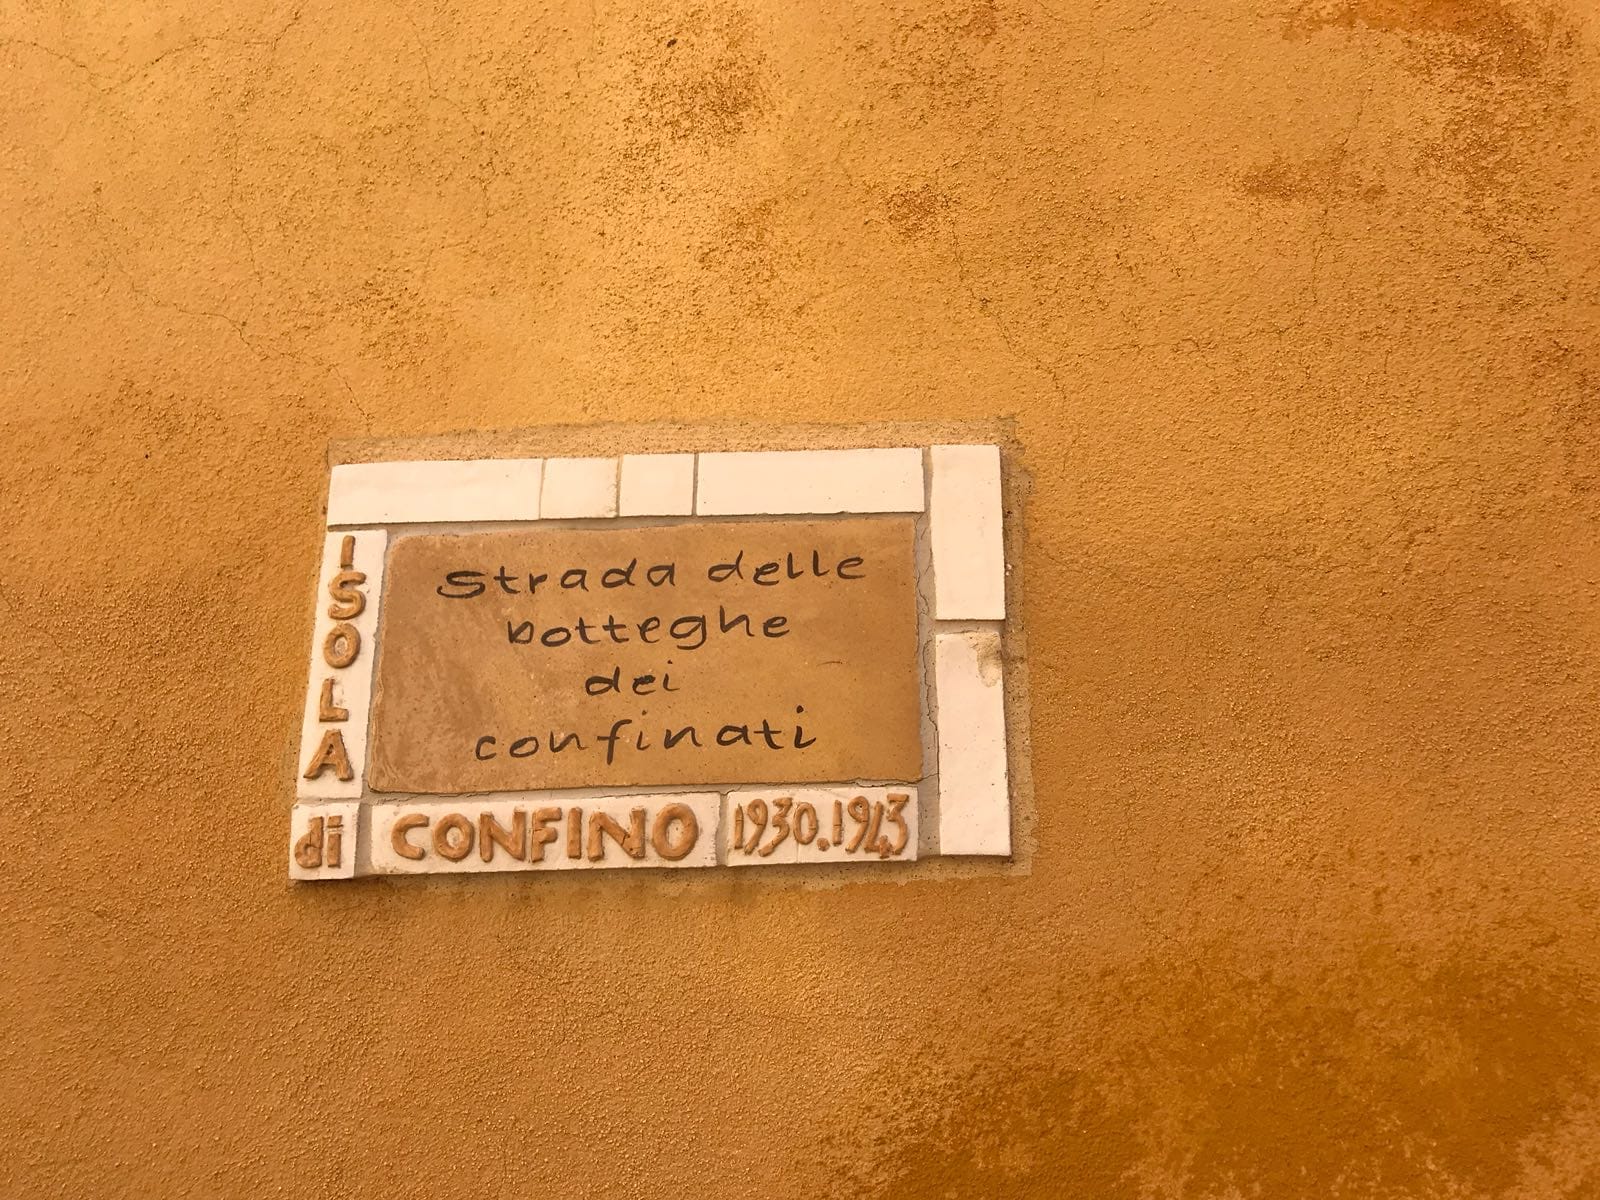 strada delle
botteghe
dei
confinati
ISOLA
di CONFINO 1930.1943